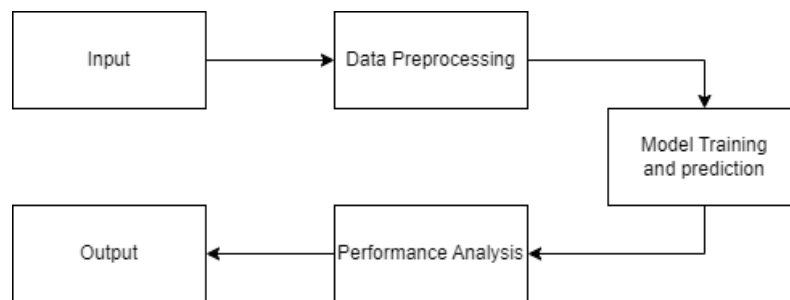 Input
Data Preprocessing
Model Training
and prediction
Output
Performance Analysis